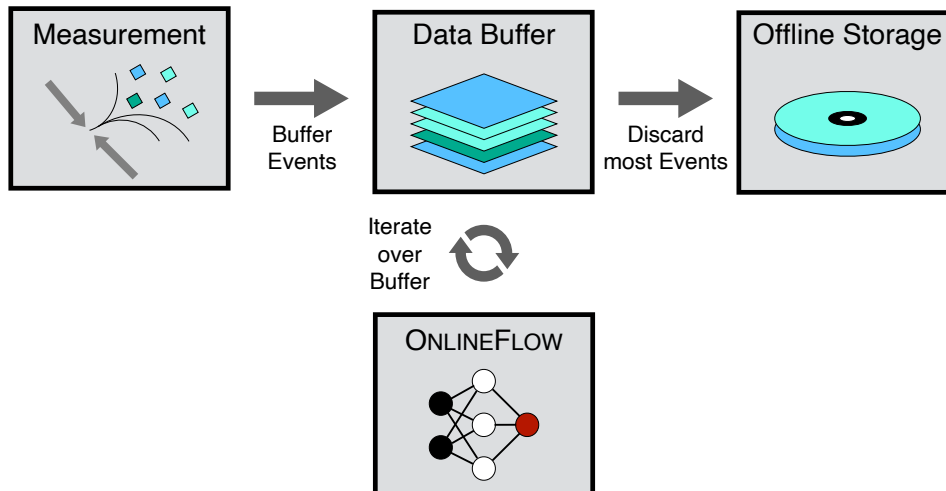 Measurement
Data Buffer
Offline Storage
Buffer
Events
Discard
most Events
Iterate
over
Buffer
ONLINEFLOW